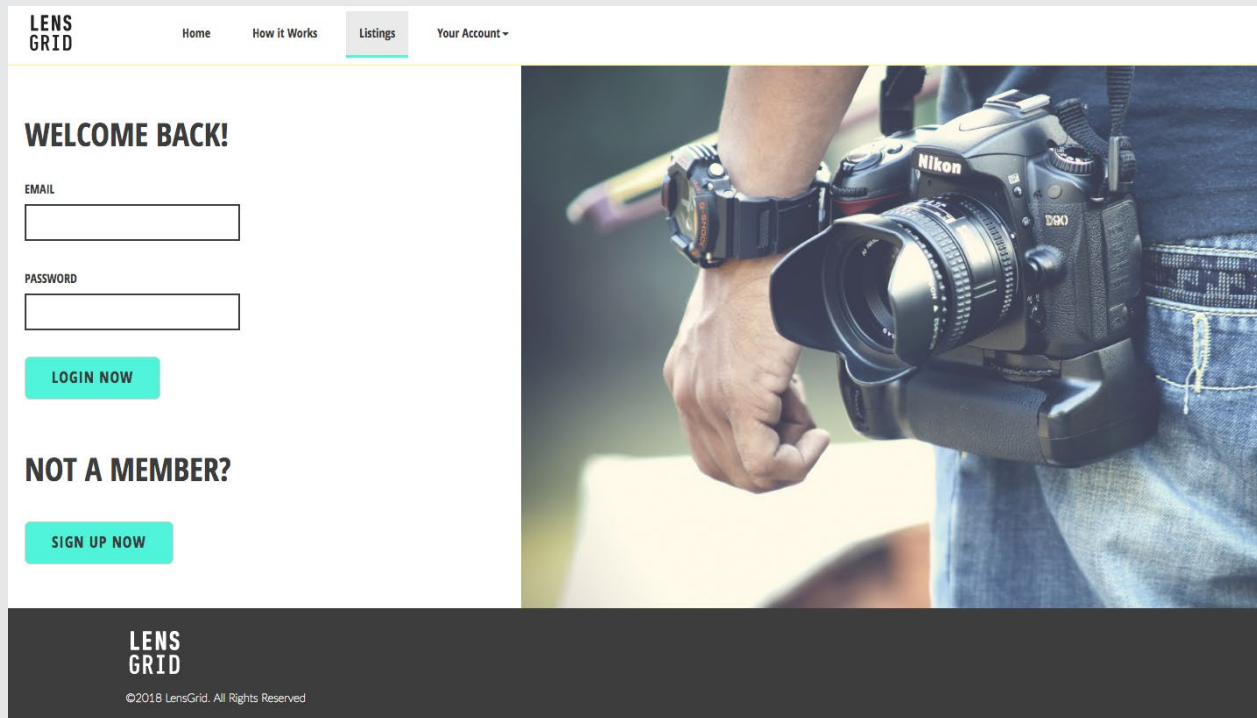 LENS
GRID
Home How it Works Listings Your Account
WELCOME BACK!
EMAIL
PASSWORD
LOGIN NOW
NOT A MEMBER?
SIGN UP NOW
Nikon
D90
G-SHOCK
LENS
GRID
©2018 LensGrid. All Rights Reserved